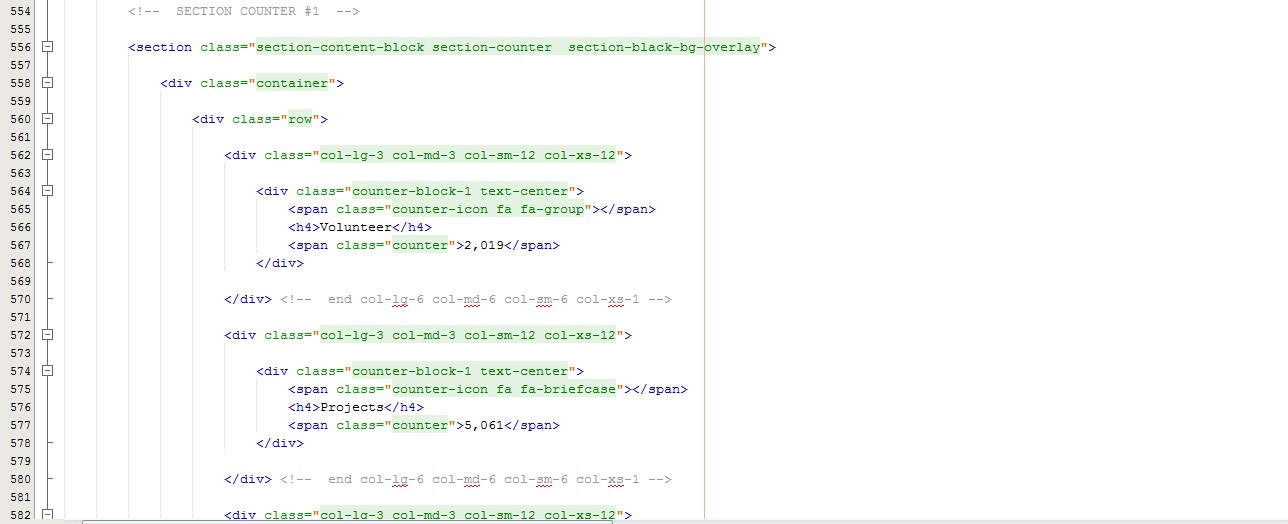 554 <!--  SECTION COUNTER #1  -->
555
556 <section class="section-content-block section-counter  section-black-bg-overlay">
557
558 <div class="container">
559
560 <div class="row">
561
562 <div class="col-lg-3 col-md-3 col-sm-12 col-xs-12">
563
564 <div class="counter-block-1 text-center">
565 <span class="counter-icon fa fa-group"></span>
566 <h4>Volunteer</h4>
567 <span class="counter">2,019</span>
568 </div>
569
570 </div> <!--  end col-lg-6 col-md-6 col-sm-6 col-xs-1 -->
571
572 <div class="col-lg-3 col-md-3 col-sm-12 col-xs-12">
573
574 <div class="counter-block-1 text-center">
575 <span class="counter-icon fa fa-briefcase"></span>
576 <h4>Projects</h4>
577 <span class="counter">5,061</span>
578 </div>
579
580 </div> <!--  end col-lg-6 col-md-6 col-sm-6 col-xs-1 -->
581
582 <div class="col-lg-3 col-md-3 col-sm-12 col-xs-12">